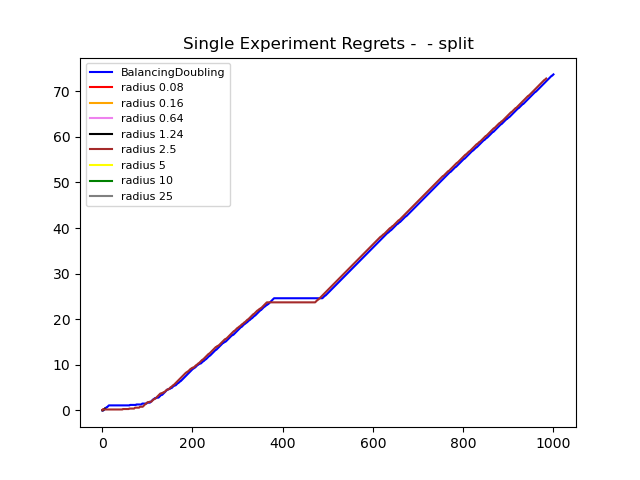 Single Experiment Regrets -  - split
BalancingDoubling
radius 0.08
radius 0.16
radius 0.64
radius 1.24
radius 2.5
radius 5
radius 10
radius 25
70
60
50
40
30
20
10
0
0 200 400 600 800 1000